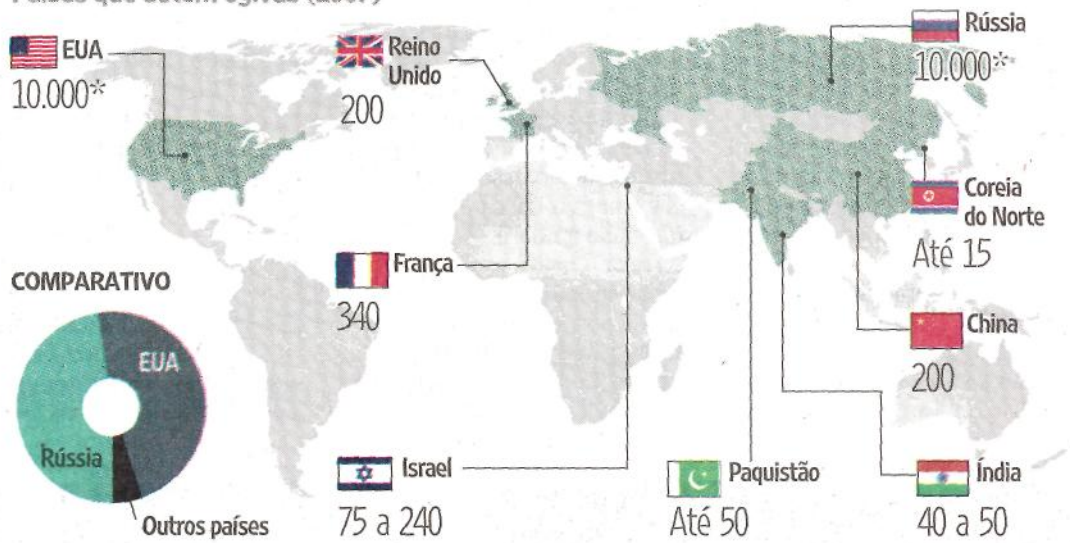 EUA
10.000*
Reino
Unido
200
Rússia
10.000*
Coreia
do Norte
Até 15
França
340
China
200
COMPARATIVO
EUA
Rússia
Outros países
Israel
75 a 240
Paquistão
Até 50
Índia
40 a 50